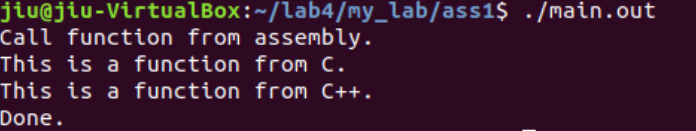 jiu@jiu-VirtualBox:~/lab4/my_lab/ass1$ ./main.out
Call function from assembly.
This is a function from C.
This is a function from C++.
Done.